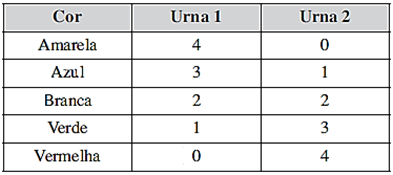 Cor Urna 1 Urna 2
Amarela 4 0
Azul 3 1
Branca 2 2
Verde 1 3
Vermelha 0 4